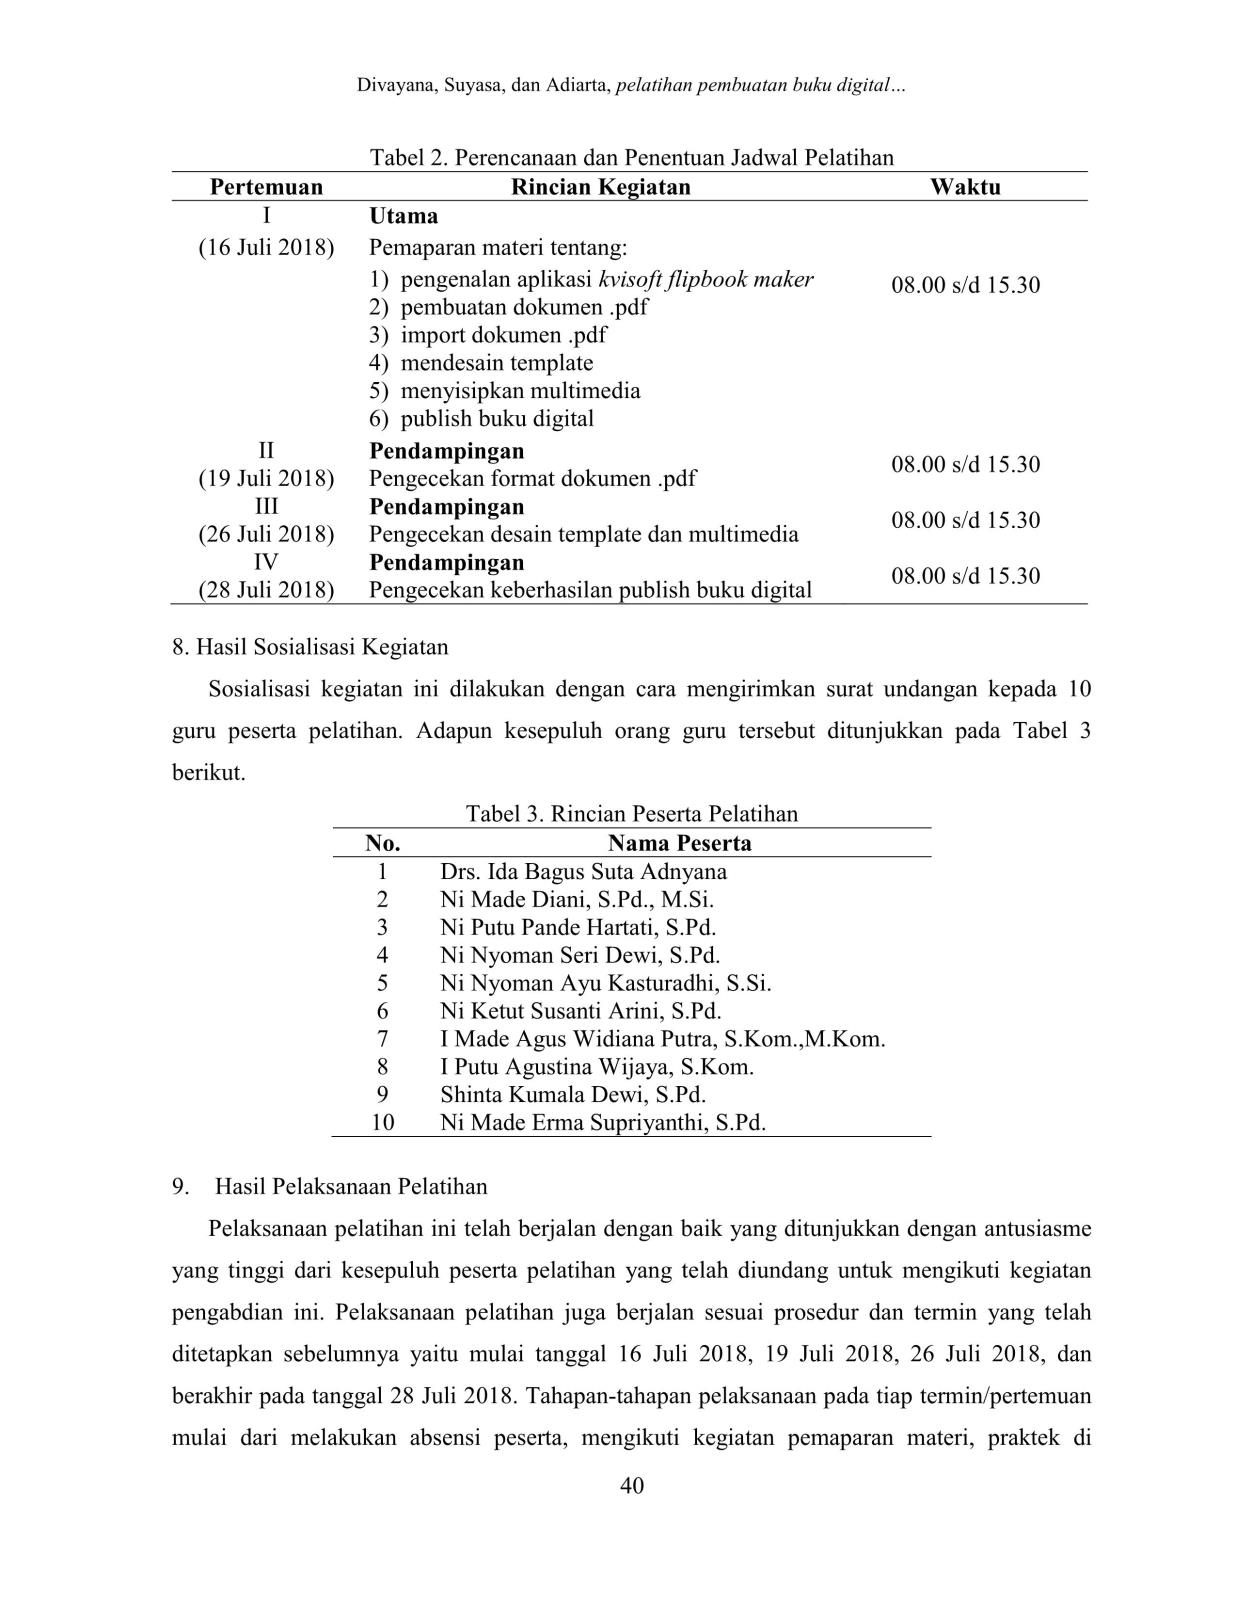 Divayana, Suyasa, dan Adiarta, pelatihan pembuatan buku digital…
Tabel 2. Perencanaan dan Penentuan Jadwal Pelatihan
Pertemuan Rincian Kegiatan Waktu
I Utama
(16 Juli 2018) Pemaparan materi tentang:
1) pengenalan aplikasi kvisoft flipbook maker 08.00 s/d 15.30
2) pembuatan dokumen .pdf
3) import dokumen .pdf
4) mendesain template
5) menyisipkan multimedia
6) publish buku digital
II Pendampingan
08.00 s/d 15.30
(19 Juli 2018) Pengecekan format dokumen .pdf
III Pendampingan
08.00 s/d 15.30
(26 Juli 2018) Pengecekan desain template dan multimedia
IV Pendampingan
08.00 s/d 15.30
(28 Juli 2018) Pengecekan keberhasilan publish buku digital
8. Hasil Sosialisasi Kegiatan
Sosialisasi kegiatan ini dilakukan dengan cara mengirimkan surat undangan kepada 10
guru peserta pelatihan. Adapun kesepuluh orang guru tersebut ditunjukkan pada Tabel 3
berikut.
Tabel 3. Rincian Peserta Pelatihan
No. Nama Peserta
1 Drs. Ida Bagus Suta Adnyana
2 Ni Made Diani, S.Pd., M.Si.
3 Ni Putu Pande Hartati, S.Pd.
4 Ni Nyoman Seri Dewi, S.Pd.
5 Ni Nyoman Ayu Kasturadhi, S.Si.
6 Ni Ketut Susanti Arini, S.Pd.
7 I Made Agus Widiana Putra, S.Kom.,M.Kom.
8 I Putu Agustina Wijaya, S.Kom.
9 Shinta Kumala Dewi, S.Pd.
10 Ni Made Erma Supriyanthi, S.Pd.
9. Hasil Pelaksanaan Pelatihan
Pelaksanaan pelatihan ini telah berjalan dengan baik yang ditunjukkan dengan antusiasme
yang tinggi dari kesepuluh peserta pelatihan yang telah diundang untuk mengikuti kegiatan
pengabdian ini. Pelaksanaan pelatihan juga berjalan sesuai prosedur dan termin yang telah
ditetapkan sebelumnya yaitu mulai tanggal 16 Juli 2018, 19 Juli 2018, 26 Juli 2018, dan
berakhir pada tanggal 28 Juli 2018. Tahapan-tahapan pelaksanaan pada tiap termin/pertemuan
mulai dari melakukan absensi peserta, mengikuti kegiatan pemaparan materi, praktek di
40